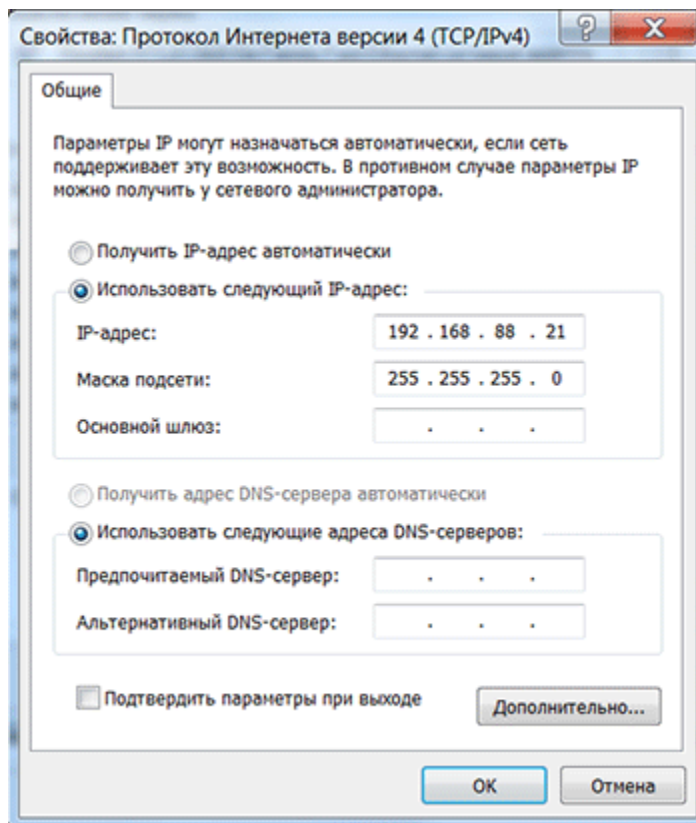 Свойства: Протокол Интернета версии 4 (TCP/IPv4)
Общие
Параметры IP могут назначаться автоматически, если сеть
поддерживает эту возможность. В противном случае параметры IP
можно получить у сетевого администратора.
Получить IP-адрес автоматически
Использовать следующий IP-адрес:
IP-адрес: 192 . 168 . 88 . 21
Маска подсети: 255 . 255 . 255 . 0
Основной шлюз: . . .
Получить адрес DNS-сервера автоматически
Использовать следующие адреса DNS-серверов:
Предпочитаемый DNS-сервер: . . .
Альтернативный DNS-сервер: . . .
Подтвердить параметры при выходе
Дополнительно...
ОК Отмена